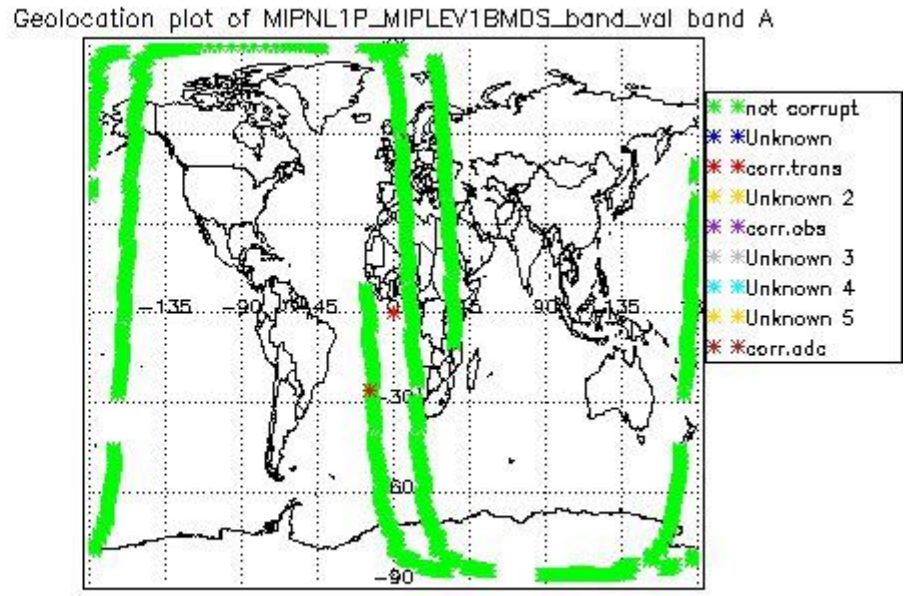 Geolocation plot of MIPNL1P_MIPLEV1BMDS_band_val band A
not corrupt
Unknown
corr.trans
Unknown 2
corr.obs
Unknown 3
Unknown 4
Unknown 5
corr.adc
-135 -90 -45 45 90 135
-30
-60
-90